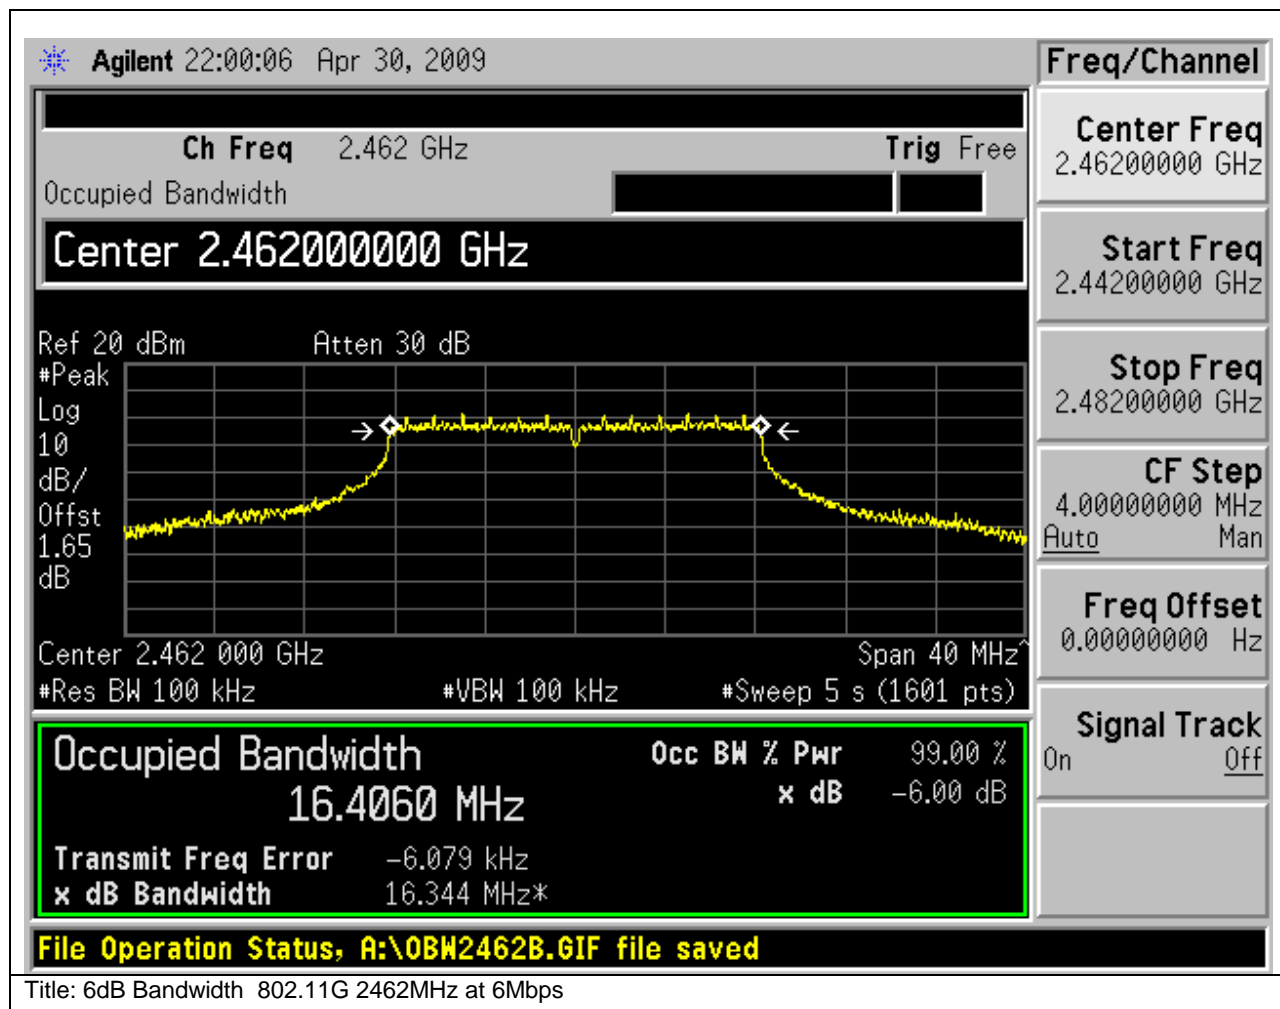 Agilent 22:00:06 Apr 30, 2009
Freq/Channel
Ch Freq 2.462 GHz Trig Free
Occupied Bandwidth
Center 2.462000000 GHz
Ref 20 dBm Atten 30 dB
#Peak
Log
10
dB/
Offst
1.65
dB
Center 2.462 000 GHz Span 40 MHz^
#Res BW 100 kHz #VBW 100 kHz #Sweep 5 s (1601 pts)
Occupied Bandwidth
16.4060 MHz
Occ BW % Pwr 99.00 %
x dB -6.00 dB
Transmit Freq Error -6.079 kHz
x dB Bandwidth 16.344 MHz*
File Operation Status, A:\OBW2462B.GIF file saved
Center Freq
2.46200000 GHz
Start Freq
2.44200000 GHz
Stop Freq
2.48200000 GHz
CF Step
4.00000000 MHz
Auto Man
Freq Offset
0.00000000 Hz
Signal Track
On Off
Title: 6dB Bandwidth 802.11G 2462MHz at 6Mbps